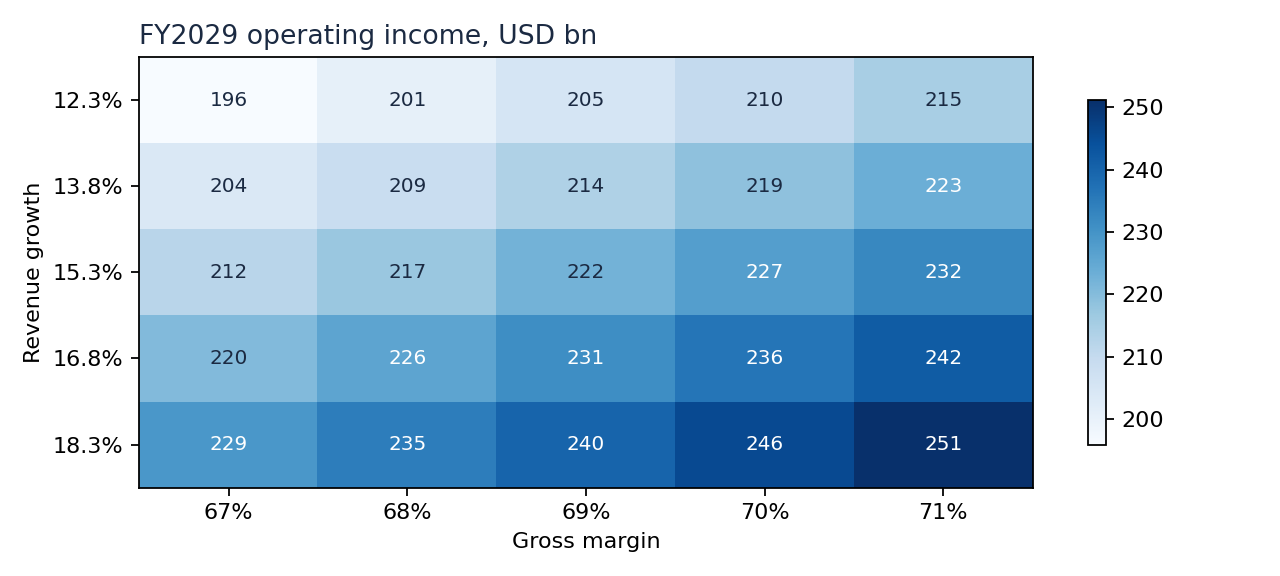 FY2029 operating income, USD bn
12.3% 196 201 205 210 215
13.8% 204 209 214 219 223
15.3% 212 217 222 227 232
16.8% 220 226 231 236 242
18.3% 229 235 240 246 251
67% 68% 69% 70% 71%
Gross margin
Revenue growth
250
240
230
220
210
200